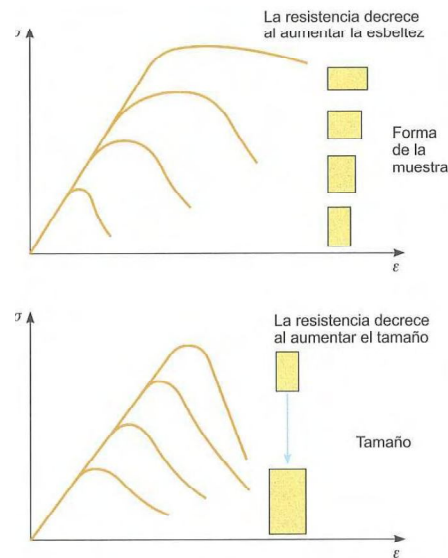 La resistencia decrece
al aumentar la esbeltez
σ
Forma
de la
muestra
ε
σ
La resistencia decrece
al aumentar el tamaño
Tamaño
ε